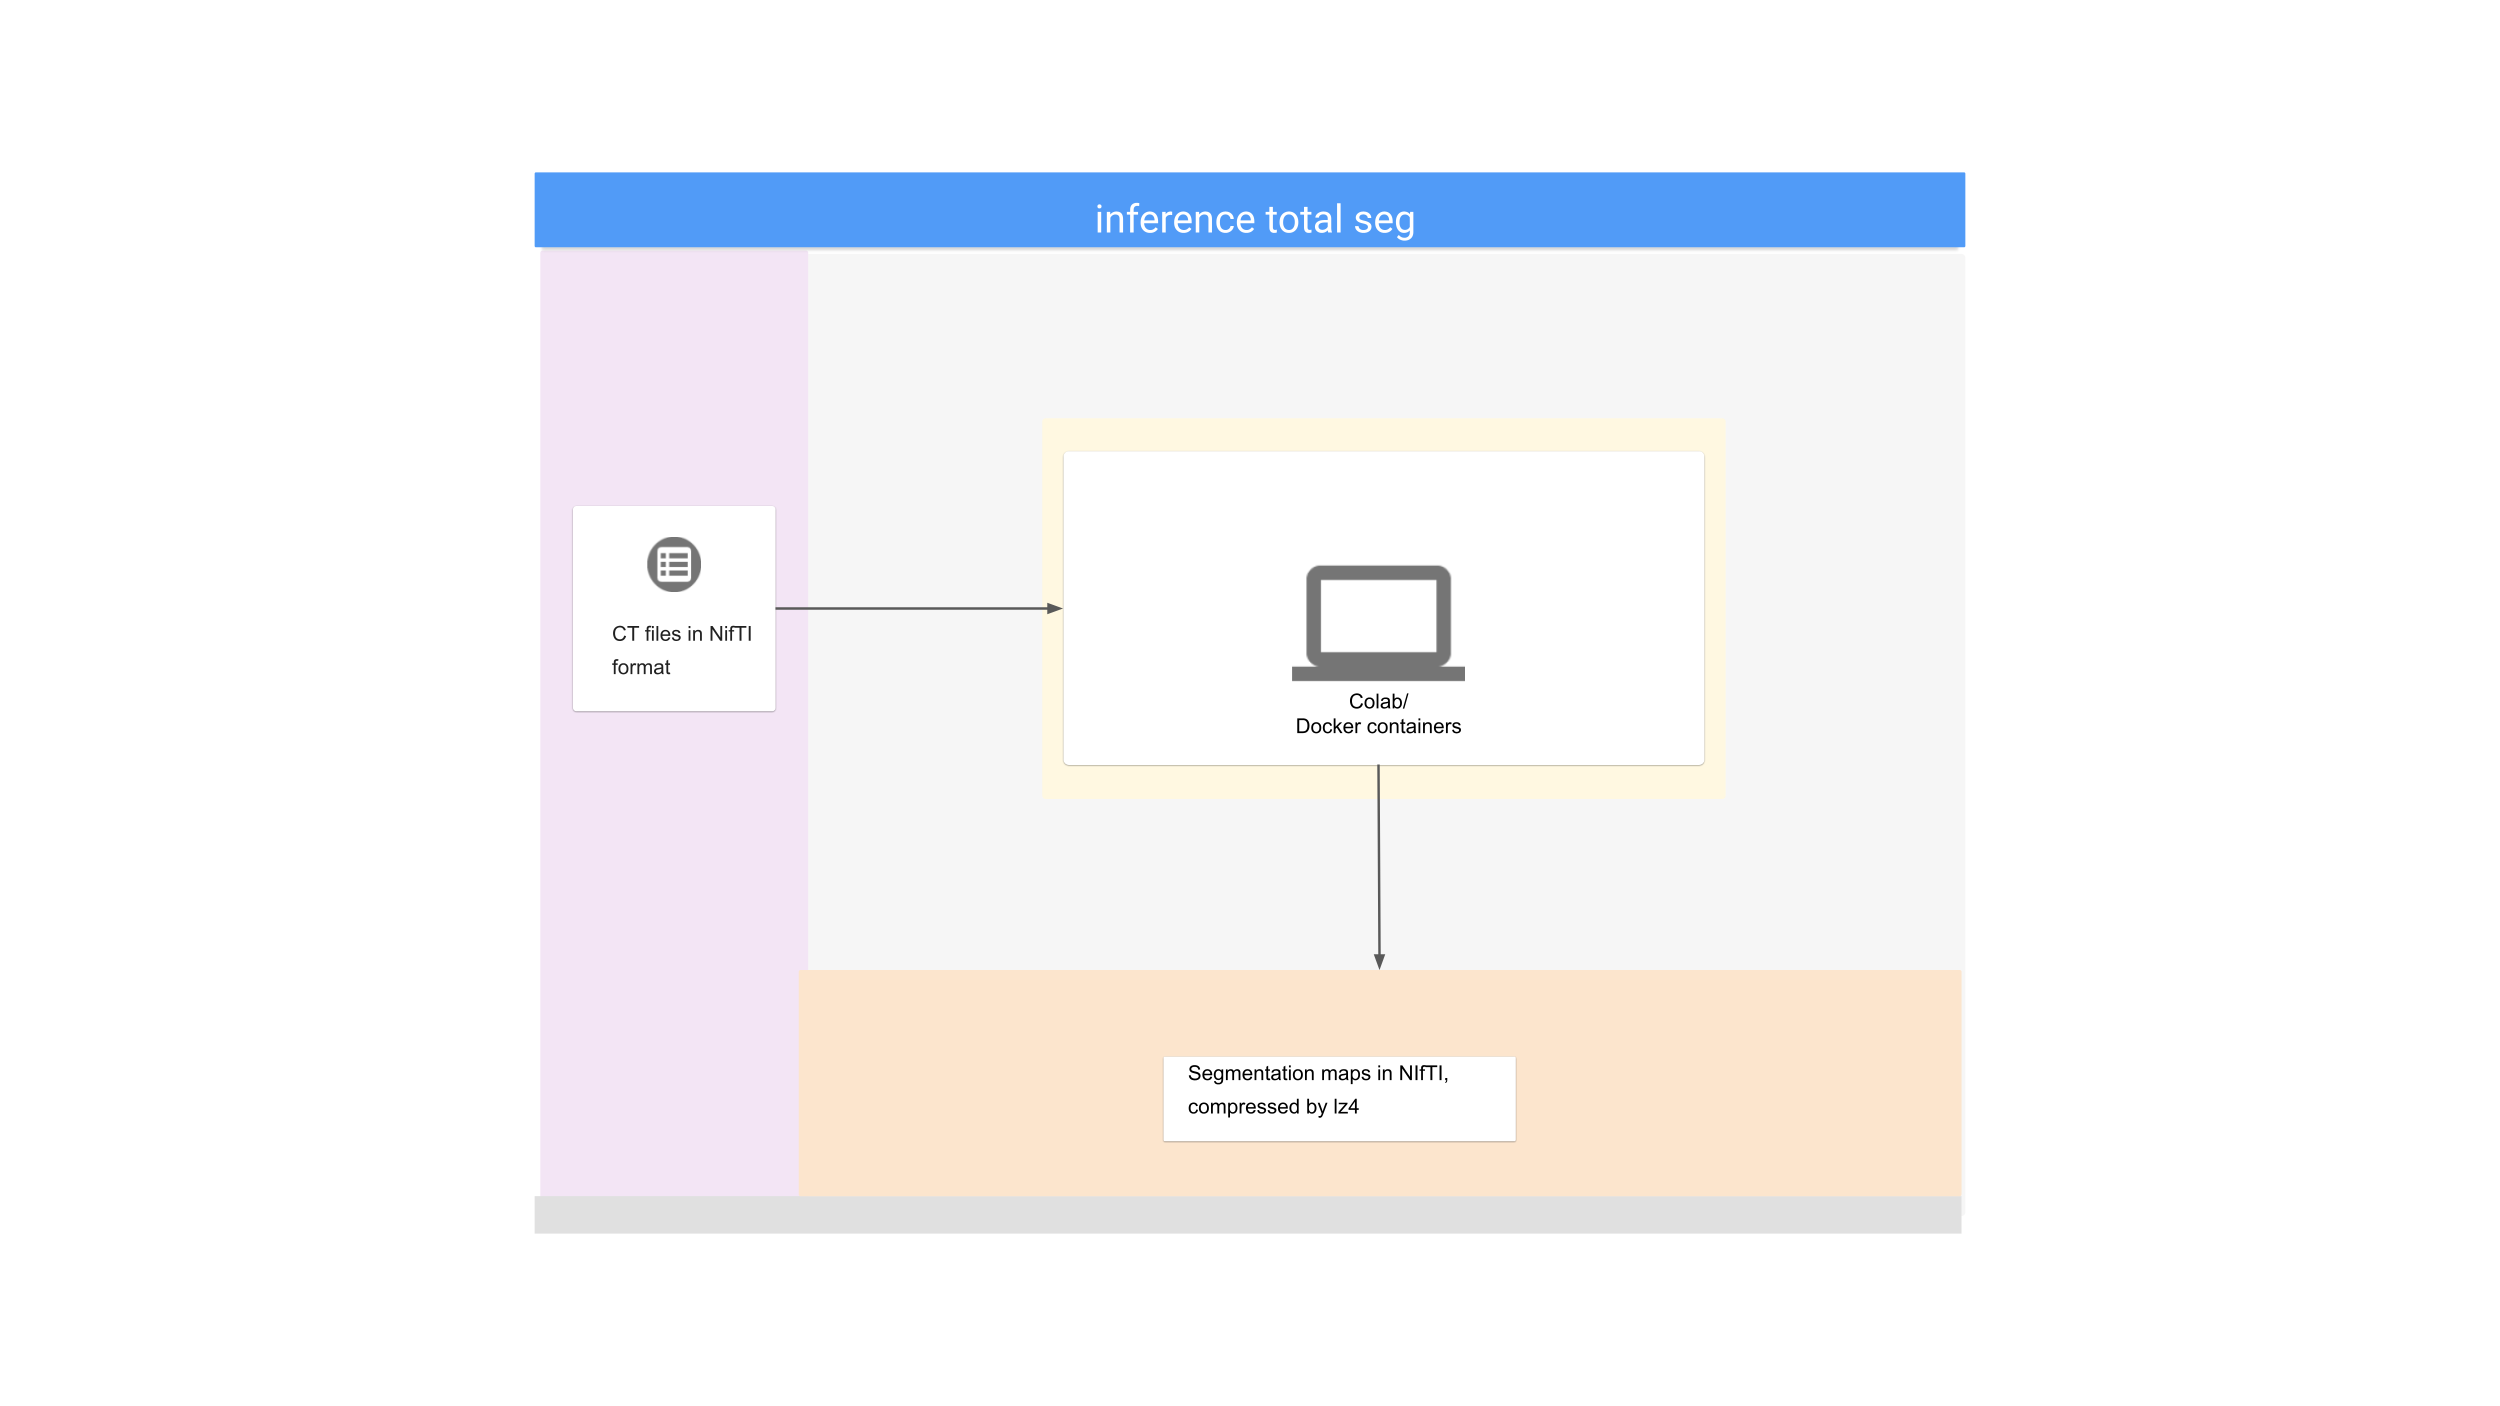 inference total seg
CT files in NifTI
format
Colab/
Docker containers
Segmentation maps in NIfTI,
compressed by lz4